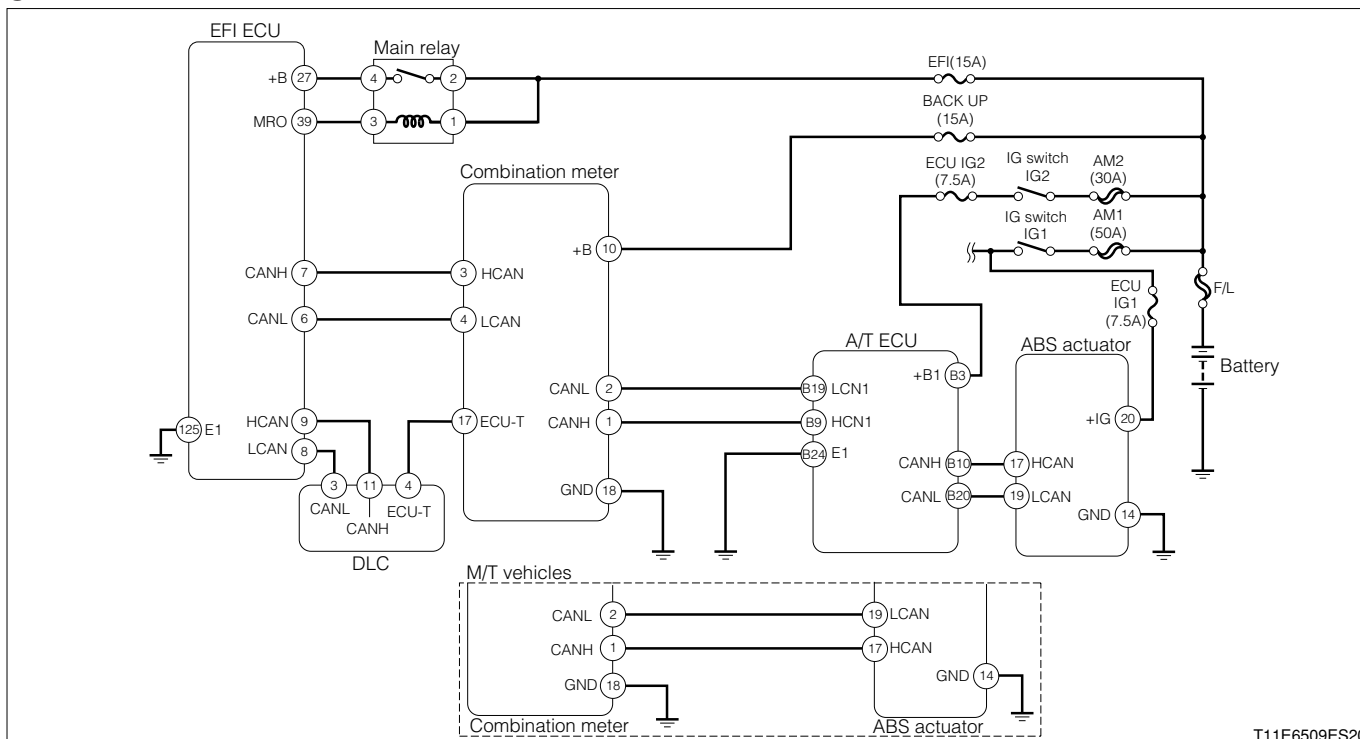 EFI ECU
Main relay
+B 27
4
2
MRO 39
3
1
EFI(15A)
BACK UP
(15A)
ECU IG2
(7.5A)
IG switch
IG2
AM2
(30A)
IG switch
IG1
AM1
(50A)
ECU
IG1
(7.5A)
F/L
Battery
Combination meter
+B 10
CANH 7
3 HCAN
CANL 6
4 LCAN
CANL 2
CANH 1
17 ECU-T
GND 18
125 E1
HCAN 9
LCAN 8
3
11
4
CANL
ECU-T
CANH
DLC
A/T ECU
+B1 B3
B19 LCN1
B9 HCN1
B24 E1
CANH B10
CANL B20
ABS actuator
+IG 20
17 HCAN
19 LCAN
GND 14
M/T vehicles
CANL 2
19 LCAN
CANH 1
17 HCAN
GND 18
GND 14
Combination meter
ABS actuator